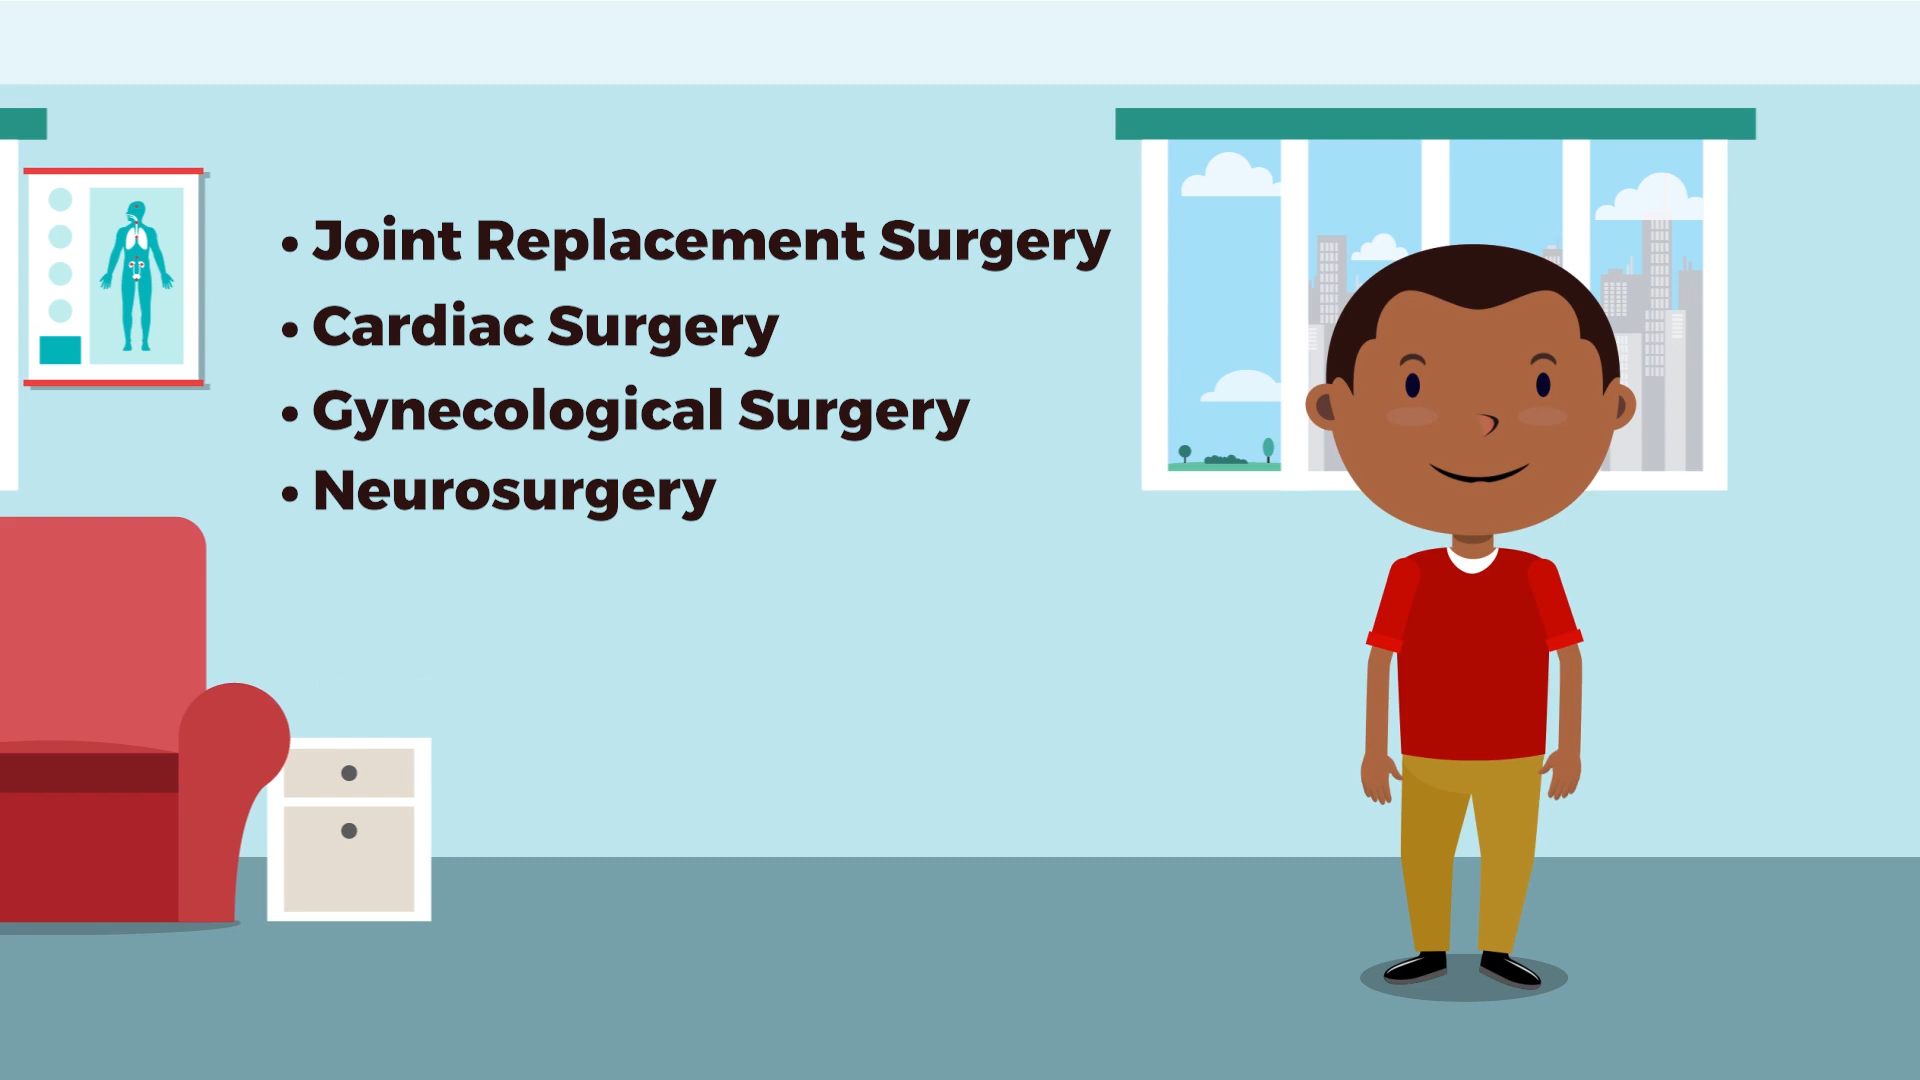 • Joint Replacement Surgery
• Cardiac Surgery
• Gynecological Surgery
• Neurosurgery